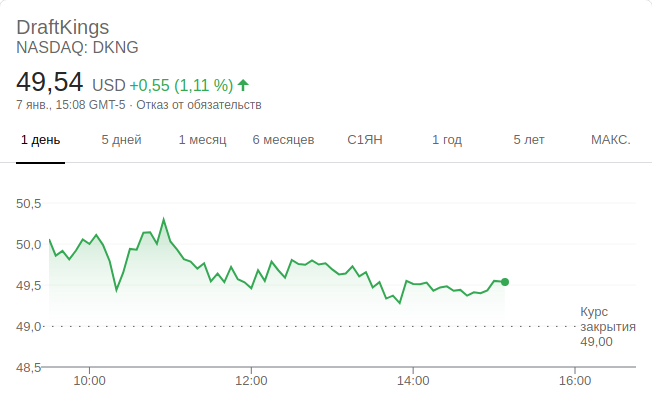 DraftKings
NASDAQ: DKNG
49,54 USD +0,55 (1,11 %)
7 янв., 15:08 GMT-5 · Отказ от обязательств
1 день 5 дней 1 месяц 6 месяцев С1ЯН 1 год 5 лет МАКС.
50,5
50,0
49,5
49,0
48,5
Курс
закрытия
49,00
10:00 12:00 14:00 16:00